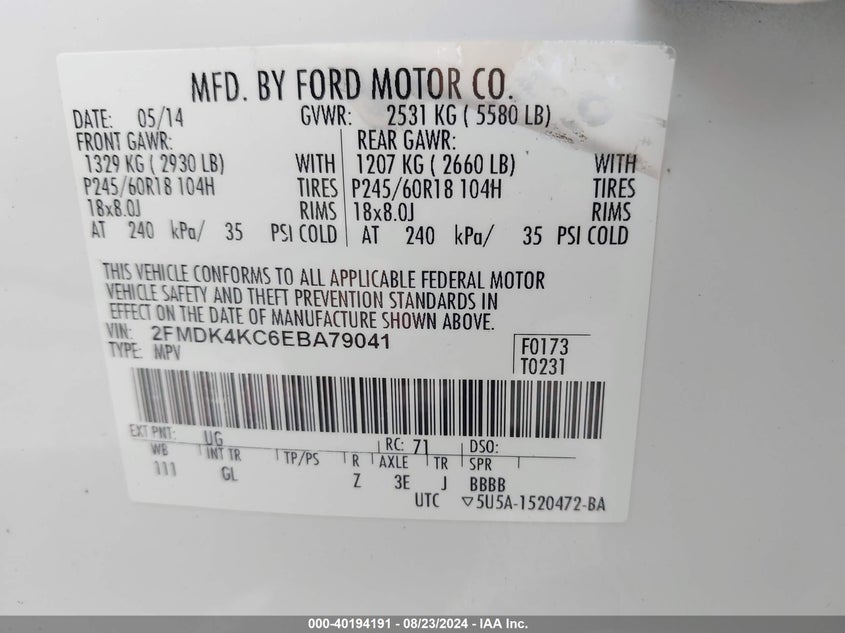 MFD. BY FORD MOTOR CO.
DATE: 05/14 GVWR: 2531 KG ( 5580 LB)
FRONT GAWR: REAR GAWR:
1329 KG ( 2930 LB) WITH 1207 KG ( 2660 LB) WITH
P245/60R18 104H TIRES P245/60R18 104H TIRES
18x8.0J RIMS 18x8.0J RIMS
AT 240 kPa/ 35 PSI COLD AT 240 kPa/ 35 PSI COLD
THIS VEHICLE CONFORMS TO ALL APPLICABLE FEDERAL MOTOR
VEHICLE SAFETY AND THEFT PREVENTION STANDARDS IN
EFFECT ON THE DATE OF MANUFACTURE SHOWN ABOVE.
VIN: 2FMDK4KC6EBA79041 F0173
TYPE: MPV T0231
EXT PNT: UG RC: 71 DSO:
WB INT TR TP/PS R AXLE TR SPR
111 GL Z 3E J BBBB
UTC ▽5U5A-1520472-BA
000-40194191 - 08/23/2024 - IAA Inc.